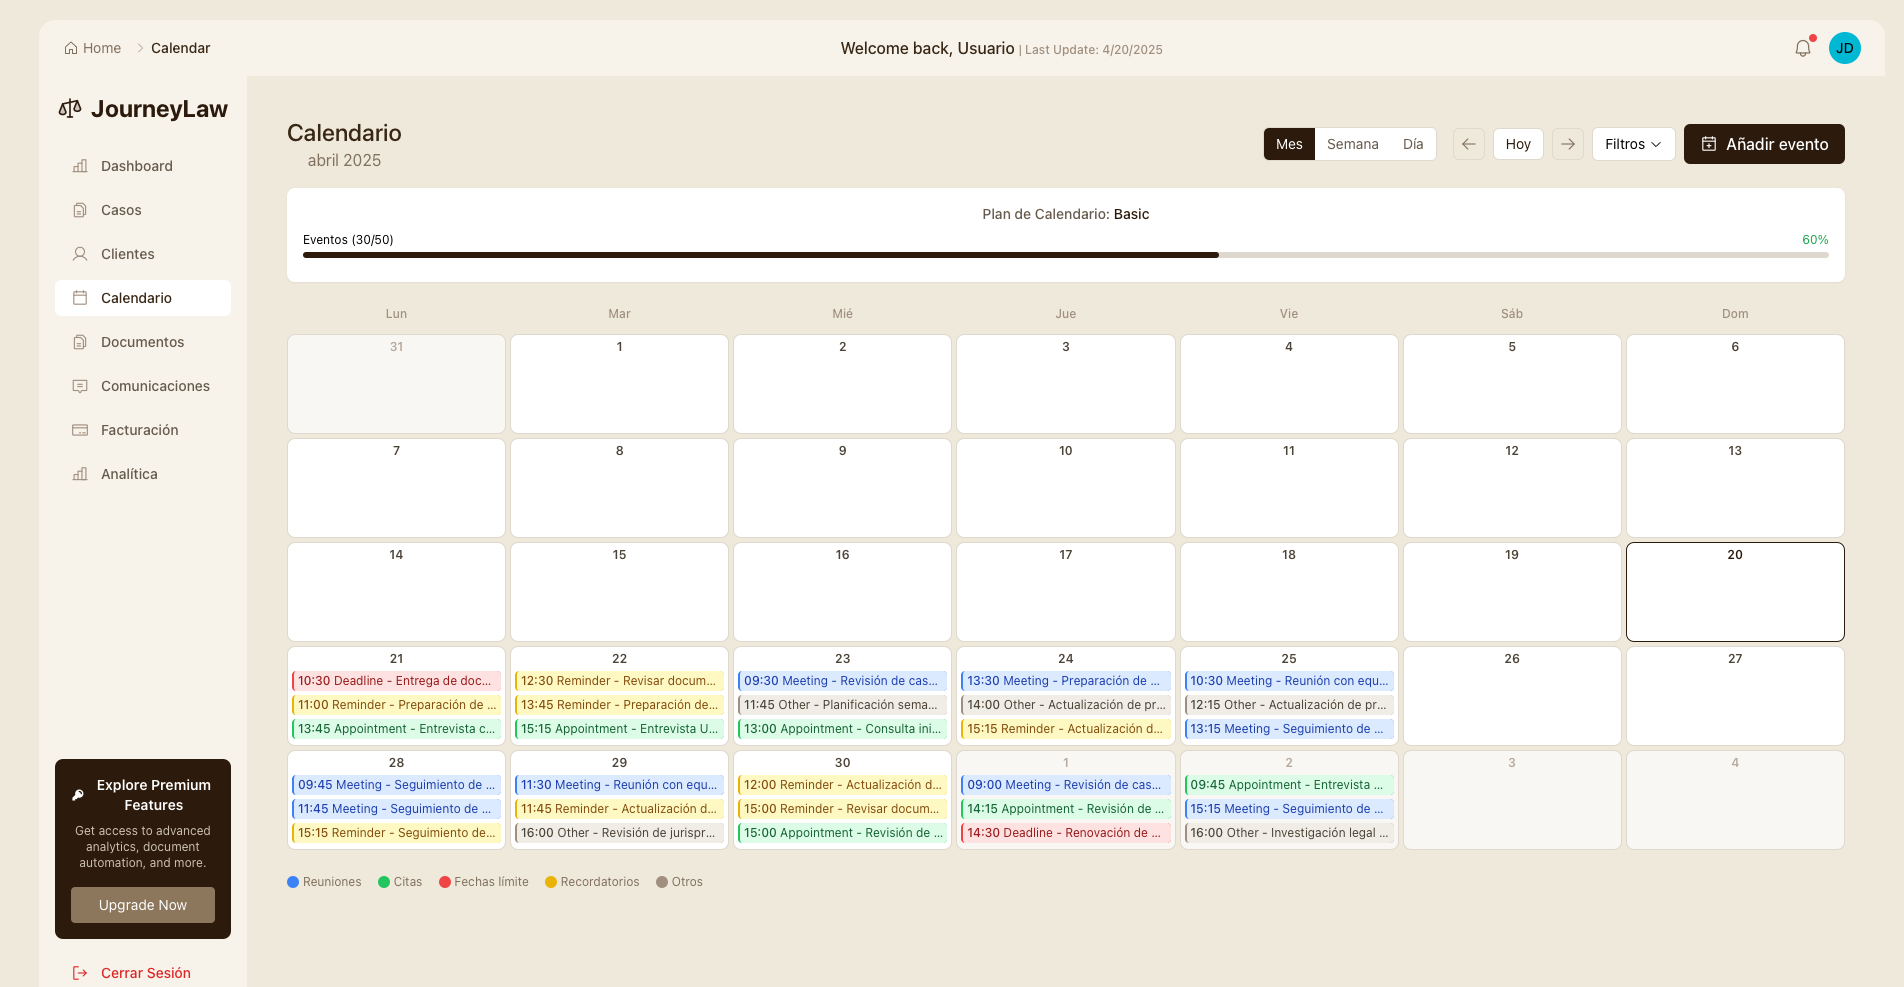 Home > Calendar
Welcome back, Usuario | Last Update: 4/20/2025
JD
JourneyLaw
Dashboard
Casos
Clientes
Calendario
Documentos
Comunicaciones
Facturación
Analítica
Explore Premium
Features
Get access to advanced
analytics, document
automation, and more.
Upgrade Now
Cerrar Sesión
Calendario
abril 2025
Mes Semana Día
Hoy
Filtros
Añadir evento
Plan de Calendario: Basic
Eventos (30/50) 60%
Lun Mar Mié Jue Vie Sáb Dom
31 1 2 3 4 5 6
7 8 9 10 11 12 13
14 15 16 17 18 19 20
21
10:30 Deadline - Entrega de doc...
11:00 Reminder - Preparación de ...
13:45 Appointment - Entrevista c...
22
12:30 Reminder - Revisar docum...
13:45 Reminder - Preparación de...
15:15 Appointment - Entrevista U...
23
09:30 Meeting - Revisión de cas...
11:45 Other - Planificación sema...
13:00 Appointment - Consulta ini...
24
13:30 Meeting - Preparación de ...
14:00 Other - Actualización de pr...
15:15 Reminder - Actualización d...
25
10:30 Meeting - Reunión con equ...
12:15 Other - Actualización de pr...
13:15 Meeting - Seguimiento de ...
26
27
28
09:45 Meeting - Seguimiento de ...
11:45 Meeting - Seguimiento de ...
15:15 Reminder - Seguimiento de...
29
11:30 Meeting - Reunión con equ...
11:45 Reminder - Actualización d...
16:00 Other - Revisión de jurispr...
30
12:00 Reminder - Actualización d...
15:00 Reminder - Revisar docum...
15:00 Appointment - Revisión de ...
1
09:00 Meeting - Revisión de cas...
14:15 Appointment - Revisión de ...
14:30 Deadline - Renovación de ...
2
09:45 Appointment - Entrevista ...
15:15 Meeting - Seguimiento de ...
16:00 Other - Investigación legal ...
3
4
Reuniones Citas Fechas límite Recordatorios Otros